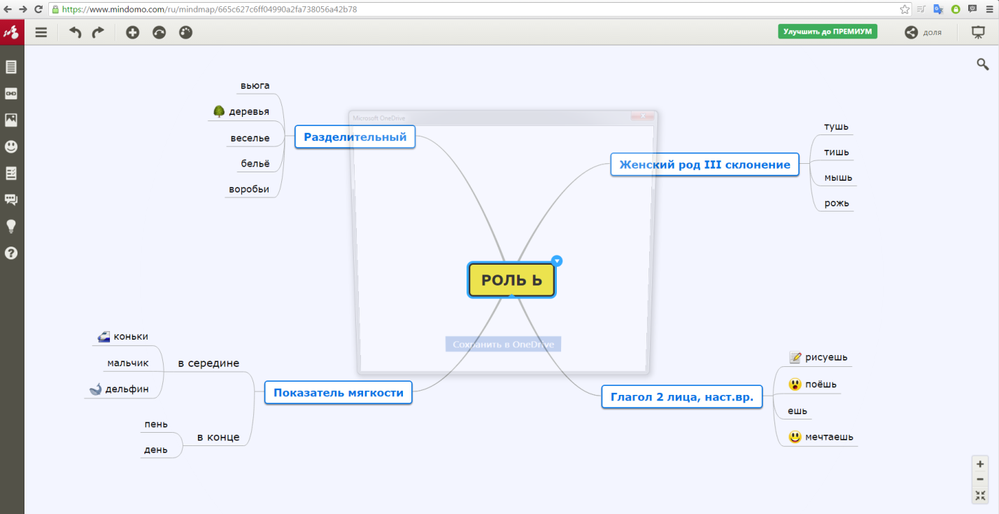 https://www.mindomo.com/ru/mindmap/665c627c6ff04990a2fa738056a42b78
Улучшить до ПРЕМИУМ
доля
вьюга
деревья
веселье
бельё
воробьи
Разделительный
Microsoft OneDrive
Женский род III склонение
тушь
тишь
мышь
рожь
РОЛЬ Ь
Сохранить в OneDrive
коньки
мальчик
дельфин
в середине
пень
день
в конце
Показатель мягкости
Глагол 2 лица, наст.вр.
рисуешь
поёшь
ешь
мечтаешь